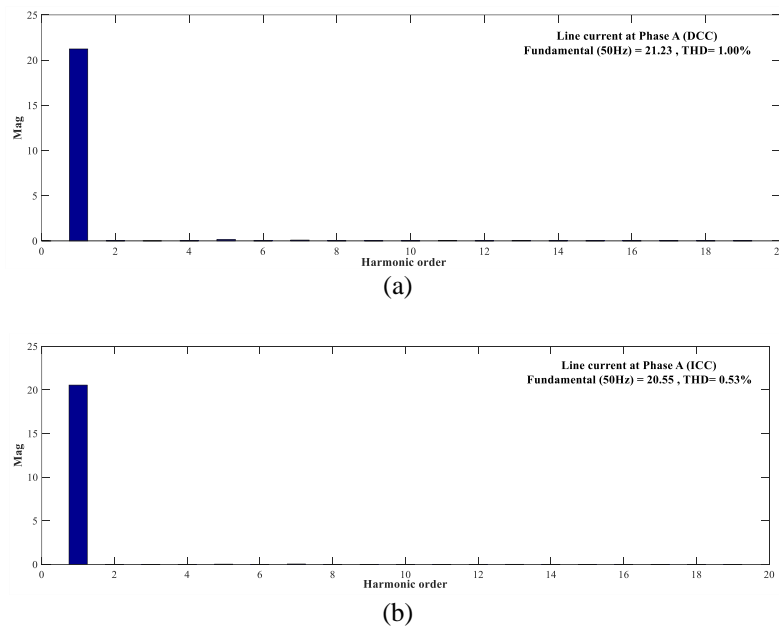 25
20
15
10
5
0
Mag
Line current at Phase A (DCC)
Fundamental (50Hz) = 21.23 , THD= 1.00%
0 2 4 6 8 10 12 14 16 18 2
Harmonic order
(a)
25
20
15
10
5
0
Mag
Line current at Phase A (ICC)
Fundamental (50Hz) = 20.55 , THD= 0.53%
0 2 4 6 8 10 12 14 16 18 20
Harmonic order
(b)